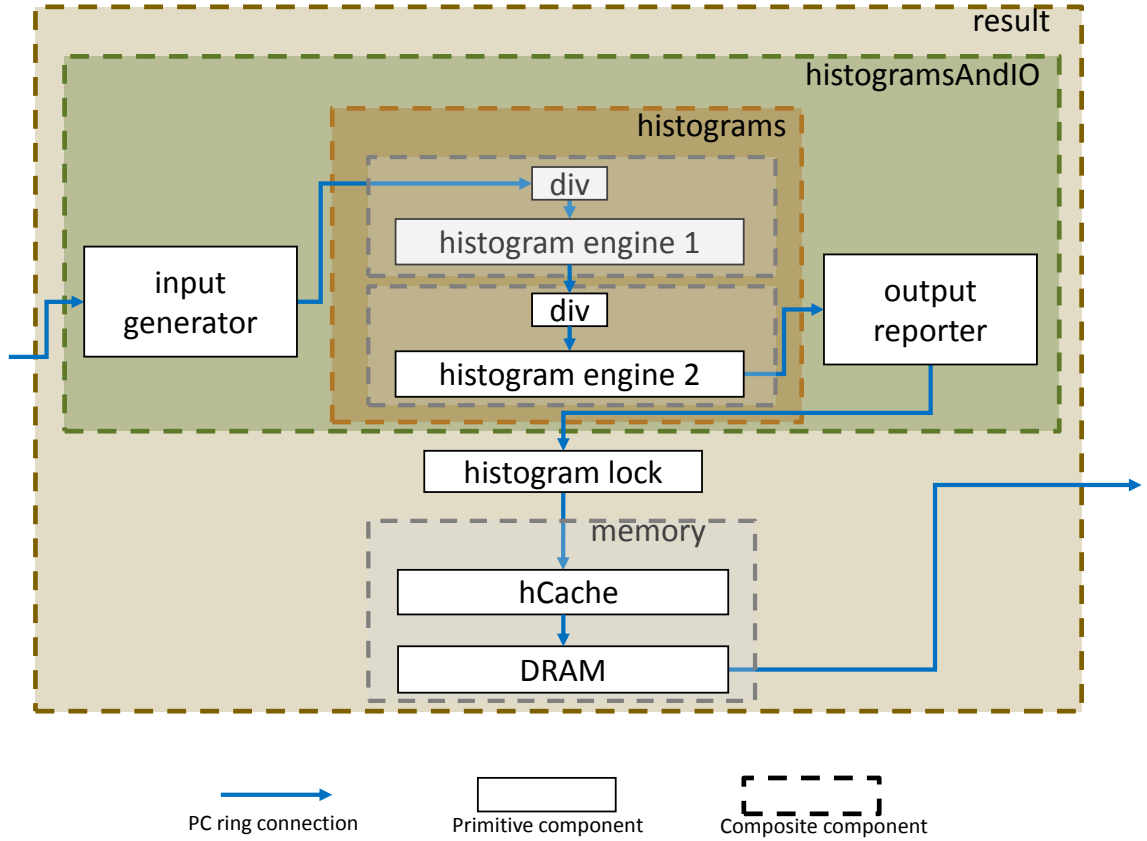 result
histogramsAndIO
histograms
div
histogram engine 1
input
generator
div
output
reporter
histogram engine 2
histogram lock
memory
hCache
DRAM
PC ring connection
Primitive component
Composite component